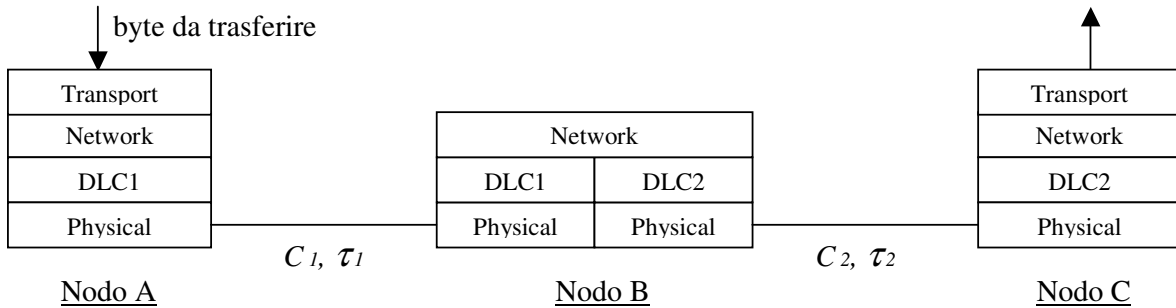 byte da trasferire
Transport
Network
DLC1
Physical
Network
DLC1 DLC2
Physical Physical
Transport
Network
DLC2
Physical
C1, τ1
C2, τ2
Nodo A
Nodo B
Nodo C